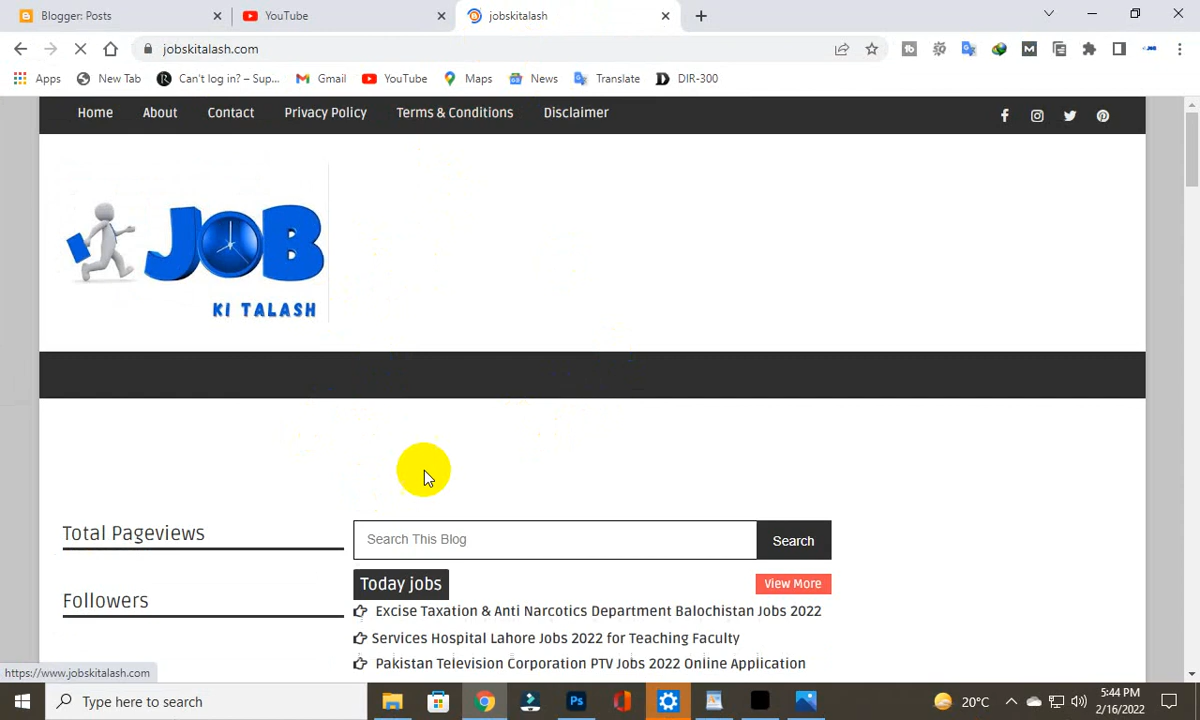 Blogger: Posts
YouTube
jobskitalash
jobskitalash.com
Apps
New Tab
Can't log in? – Sup...
Gmail
YouTube
Maps
News
Translate
DIR-300
Home
About
Contact
Privacy Policy
Terms & Conditions
Disclaimer
JOB
KI TALASH
Total Pageviews
Search This Blog
Search
Today jobs
View More
Followers
Excise Taxation & Anti Narcotics Department Balochistan Jobs 2022
Services Hospital Lahore Jobs 2022 for Teaching Faculty
Pakistan Television Corporation PTV Jobs 2022 Online Application
https://www.jobskitalash.com
Type here to search
Ps
20°C
5:44 PM
2/16/2022